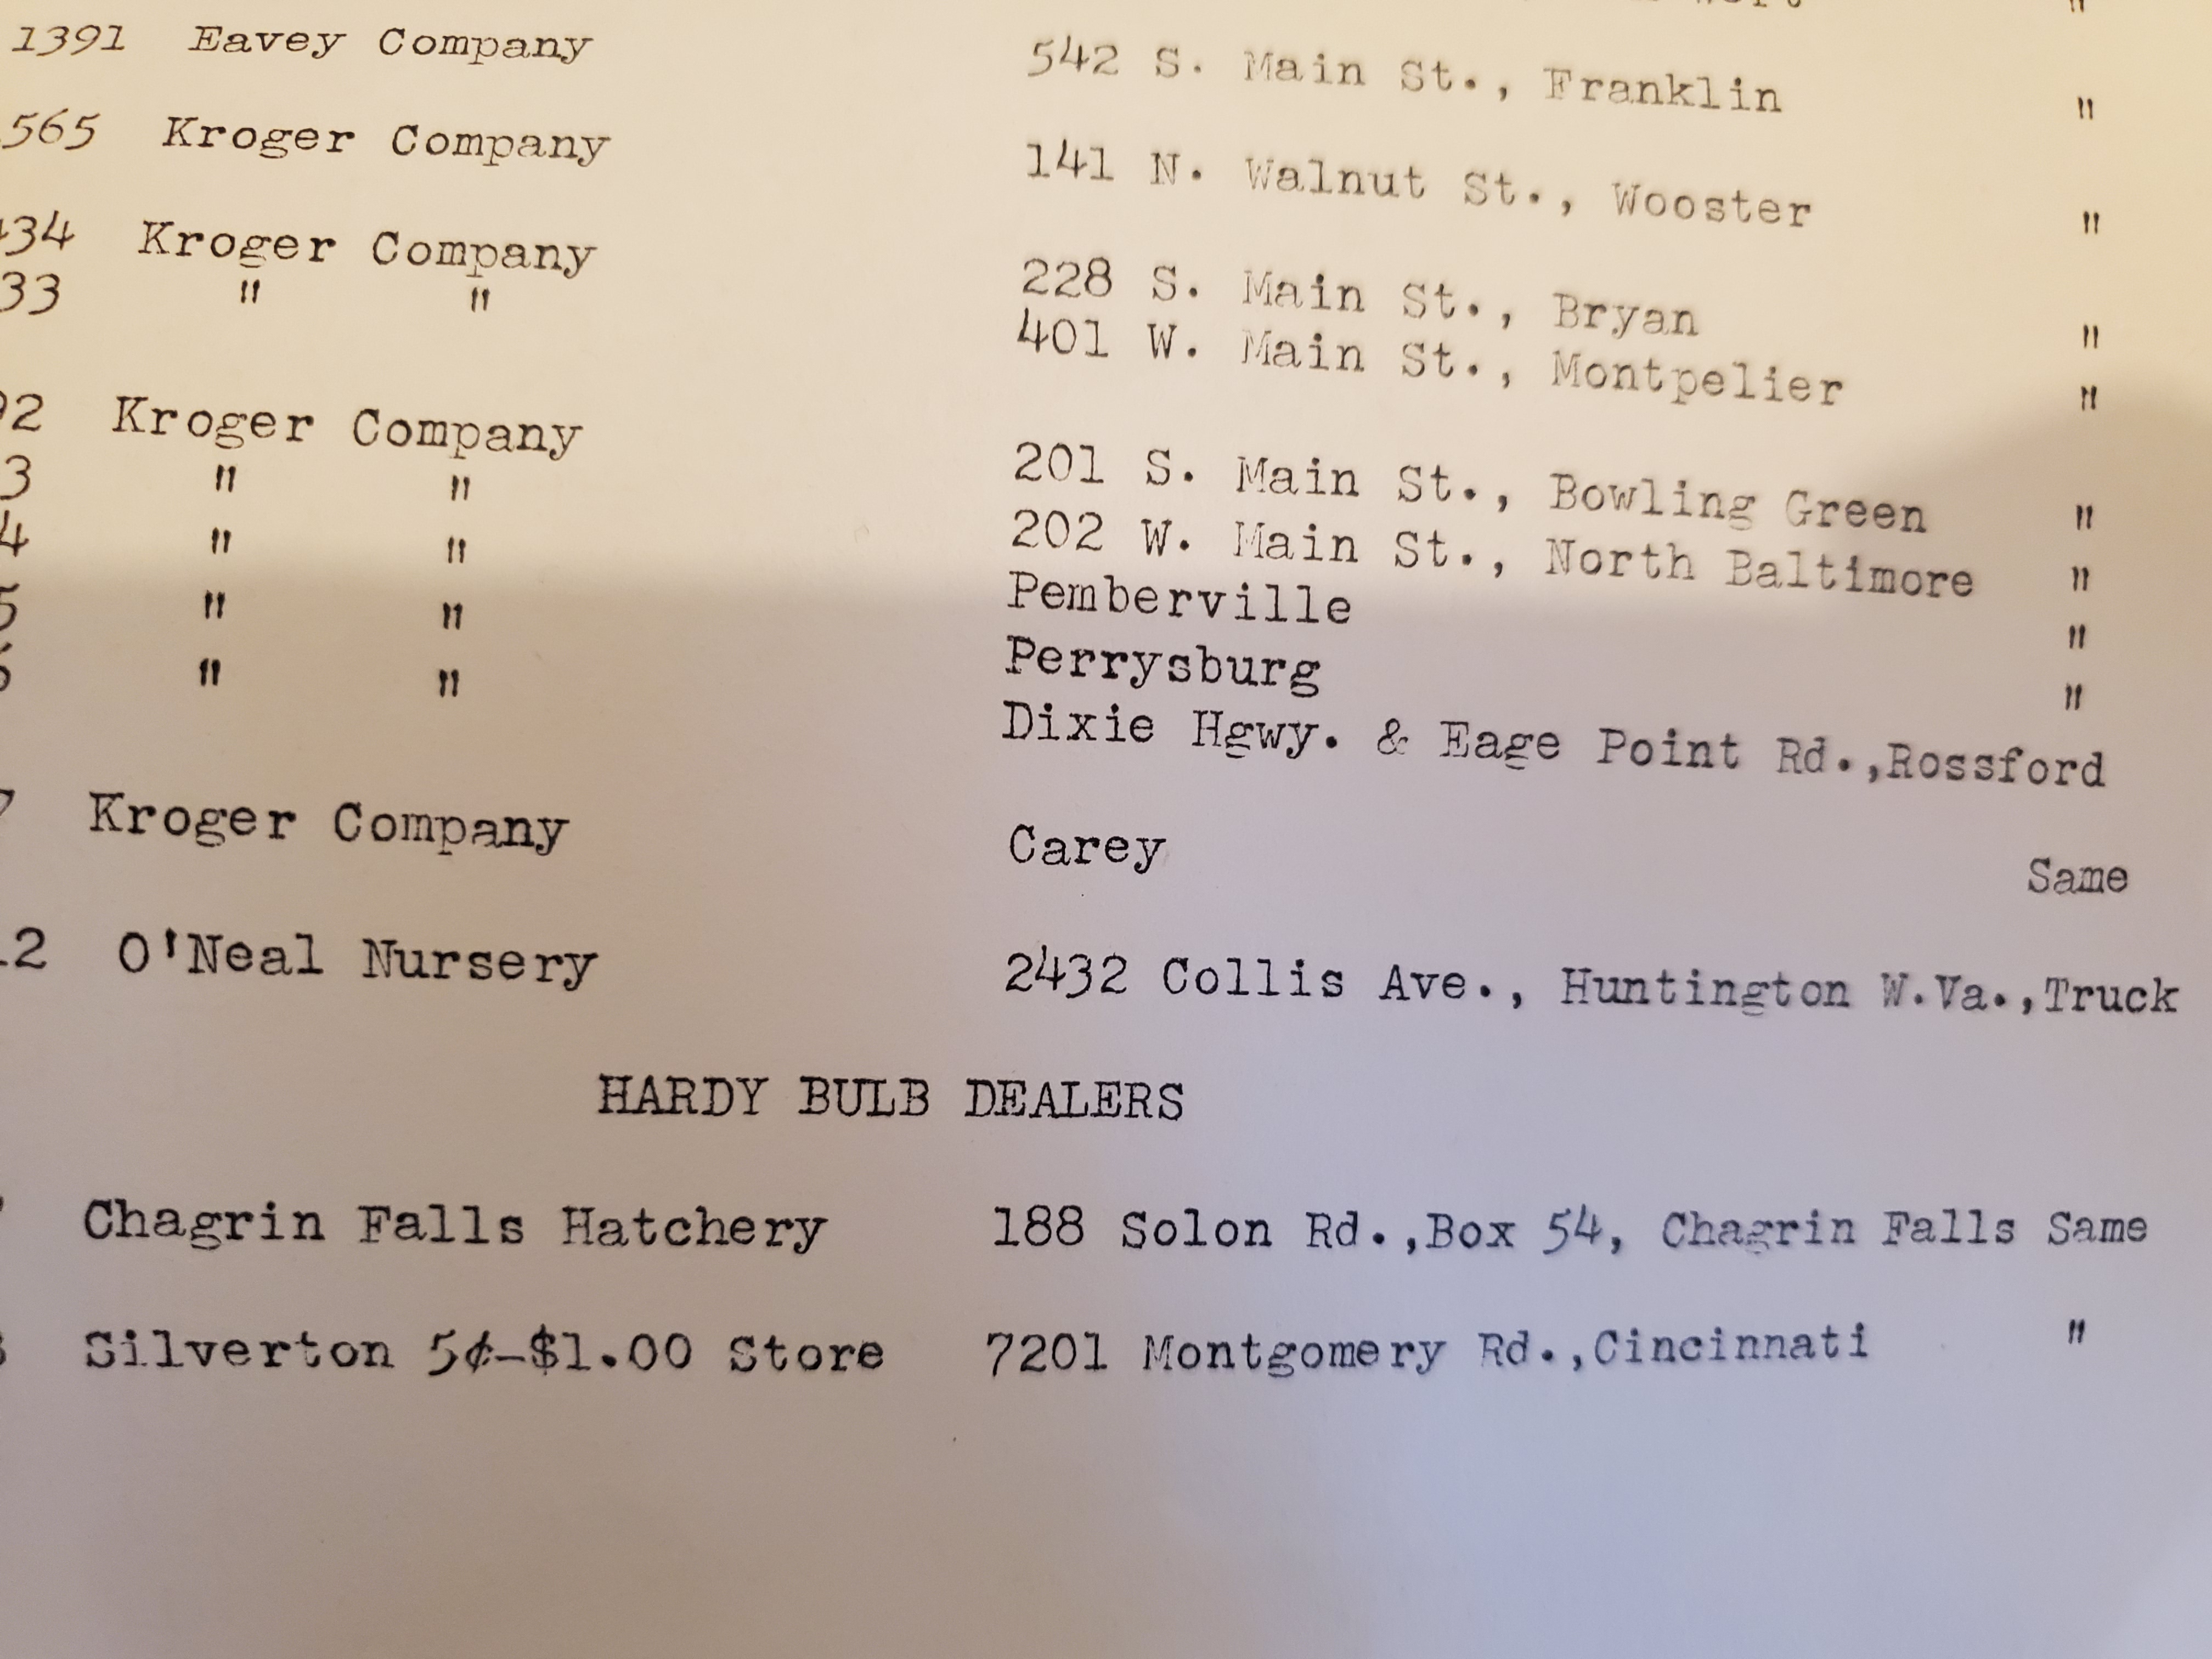 "
1391 Eavey Company 542 S. Main St., Franklin "
565 Kroger Company 141 N. Walnut St., Wooster "
434 Kroger Company 228 S. Main St., Bryan "
33 " " 401 W. Main St., Montpelier "
92 Kroger Company 201 S. Main St., Bowling Green "
3 " " 202 W. Main St., North Baltimore "
4 " " Pemberville "
5 " " Perrysburg "
6 " " Dixie Hgwy. & Eage Point Rd.,Rossford
7 Kroger Company Carey Same
12 O'Neal Nursery 2432 Collis Ave., Huntington W.Va.,Truck
HARDY BULB DEALERS
Chagrin Falls Hatchery 188 Solon Rd.,Box 54, Chagrin Falls Same
Silverton 5¢-$1.00 Store 7201 Montgomery Rd.,Cincinnati "